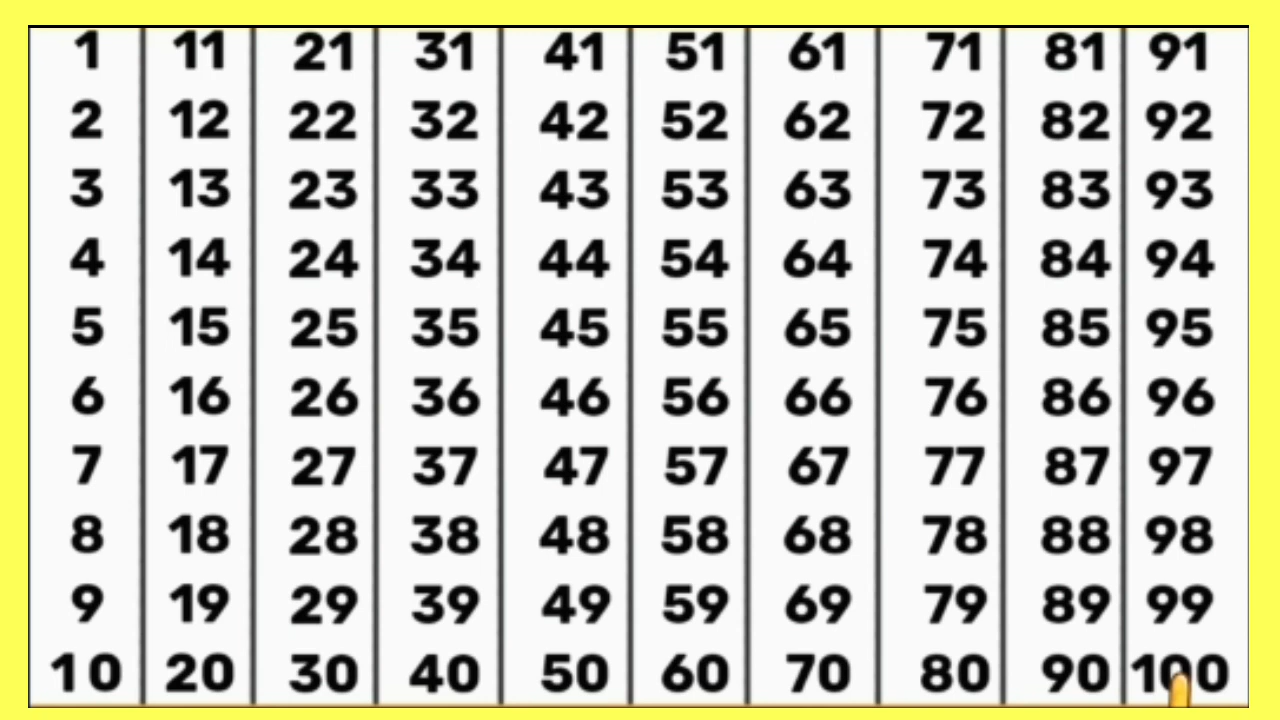 1 11 21 31 41 51 61 71 81 91
2 12 22 32 42 52 62 72 82 92
3 13 23 33 43 53 63 73 83 93
4 14 24 34 44 54 64 74 84 94
5 15 25 35 45 55 65 75 85 95
6 16 26 36 46 56 66 76 86 96
7 17 27 37 47 57 67 77 87 97
8 18 28 38 48 58 68 78 88 98
9 19 29 39 49 59 69 79 89 99
10 20 30 40 50 60 70 80 90 100